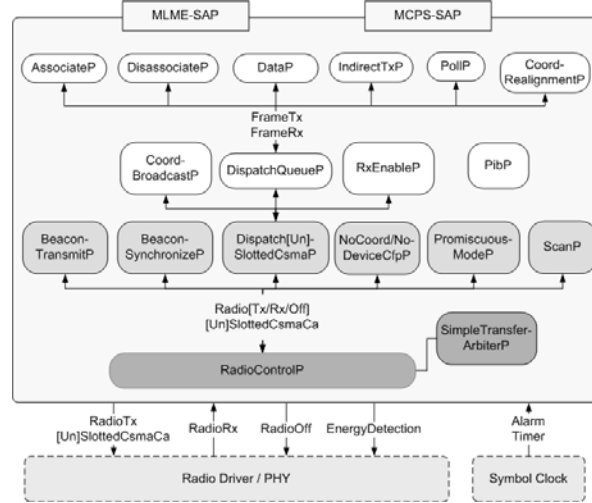 MLME-SAP
MCPS-SAP
AssociateP
DisassociateP
DataP
IndirectTxP
PollP
Coord-
RealignmentP
FrameTx
FrameRx
Coord-
BroadcastP
DispatchQueueP
RxEnableP
PibP
Beacon-
TransmitP
Beacon-
SynchronizeP
Dispatch[Un]-
SlottedCsmaP
NoCoord/No-
DeviceCfpP
Promiscuous-
ModeP
ScanP
Radio[Tx/Rx/Off]
[Un]SlottedCsmaCa
SimpleTransfer-
ArbiterP
RadioControlP
RadioTx
[Un]SlottedCsmaCa
RadioRx
RadioOff
EnergyDetection
Alarm
Timer
Radio Driver / PHY
Symbol Clock